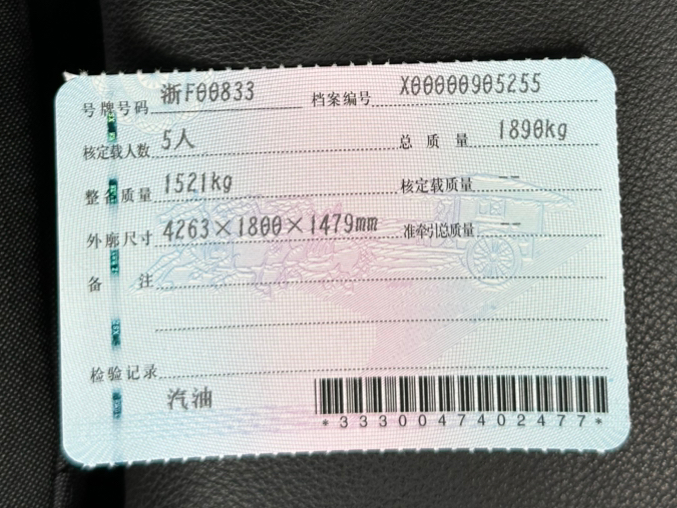 号牌号码 浙F00833 档案编号 X00000905255
核定载人数 5人 总质量 1890kg
整备质量 1521kg 核定载质量 --
外廓尺寸 4263×1800×1479mm 准牵引总质量 --
备注
检验记录
汽油
*3330047402477*